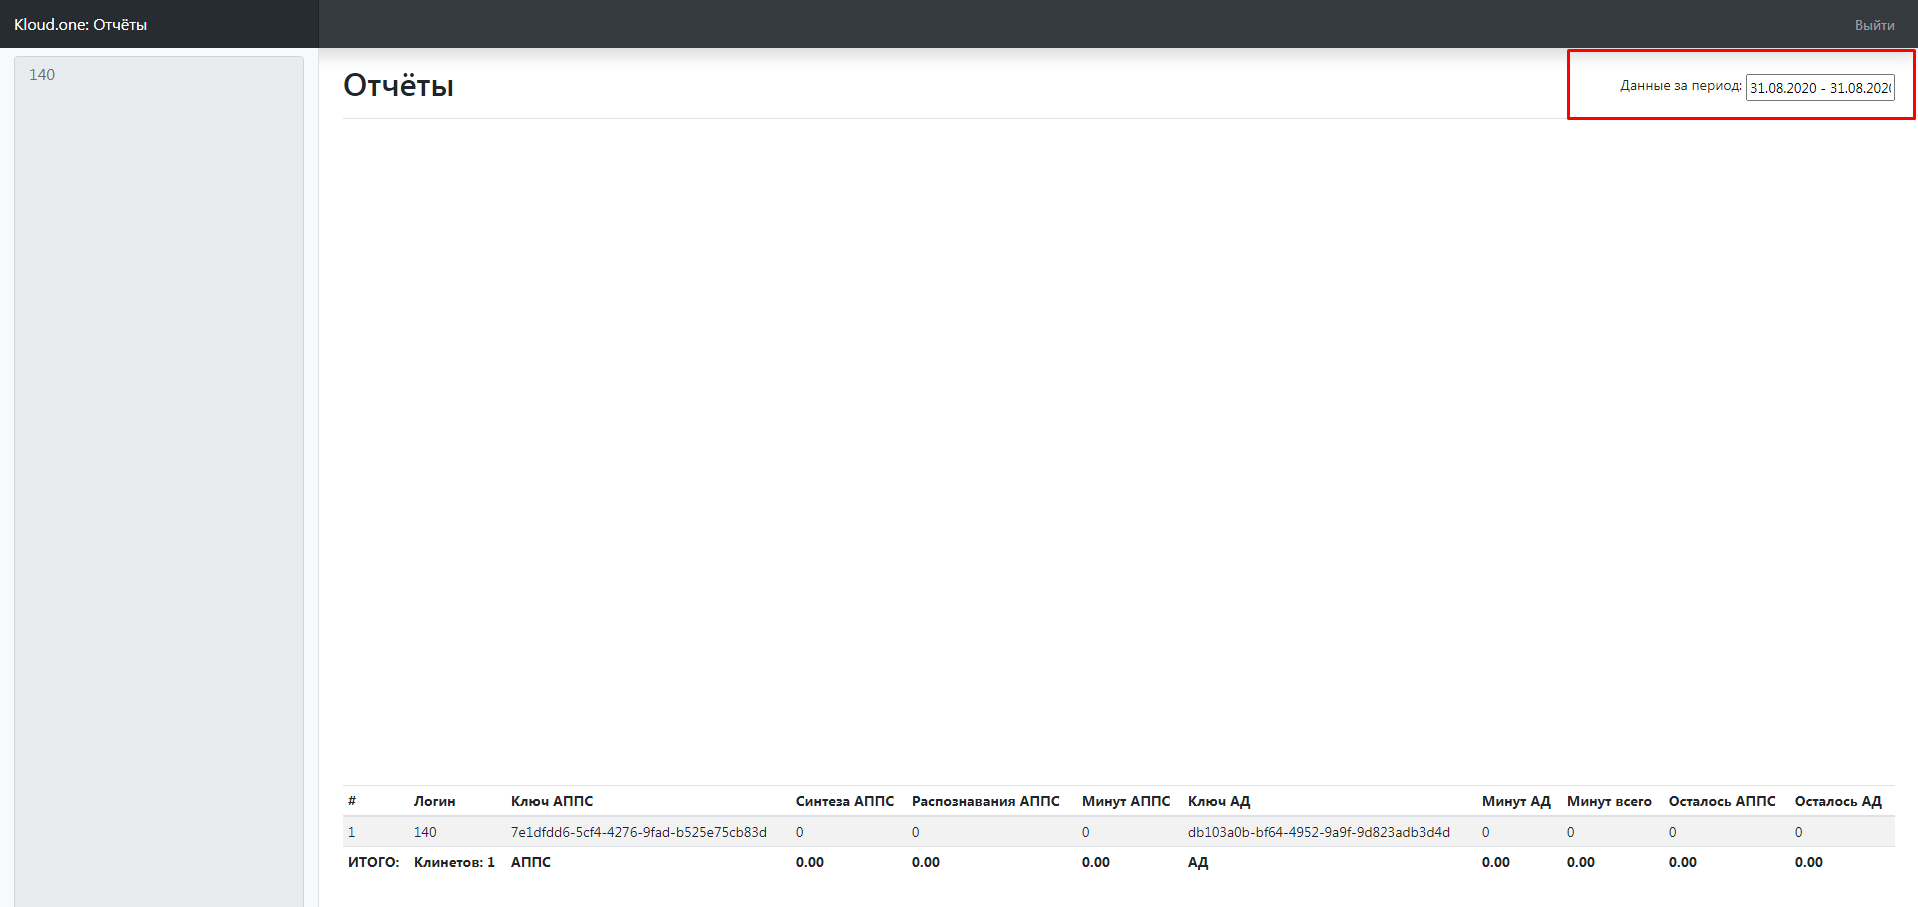 Kloud.one: Отчёты
Выйти
140
Отчёты
Данные за период: 31.08.2020 - 31.08.2020
# Логин Ключ АППС Синтеза АППС Распознавания АППС Минут АППС Ключ АД Минут АД Минут всего Осталось АППС Осталось АД
1 140 7e1dfdd6-5cf4-4276-9fad-b525e75cb83d 0 0 0 db103a0b-bf64-4952-9a9f-9d823adb3d4d 0 0 0 0
ИТОГО: Клинетов: 1 АППС 0.00 0.00 0.00 АД 0.00 0.00 0.00 0.00